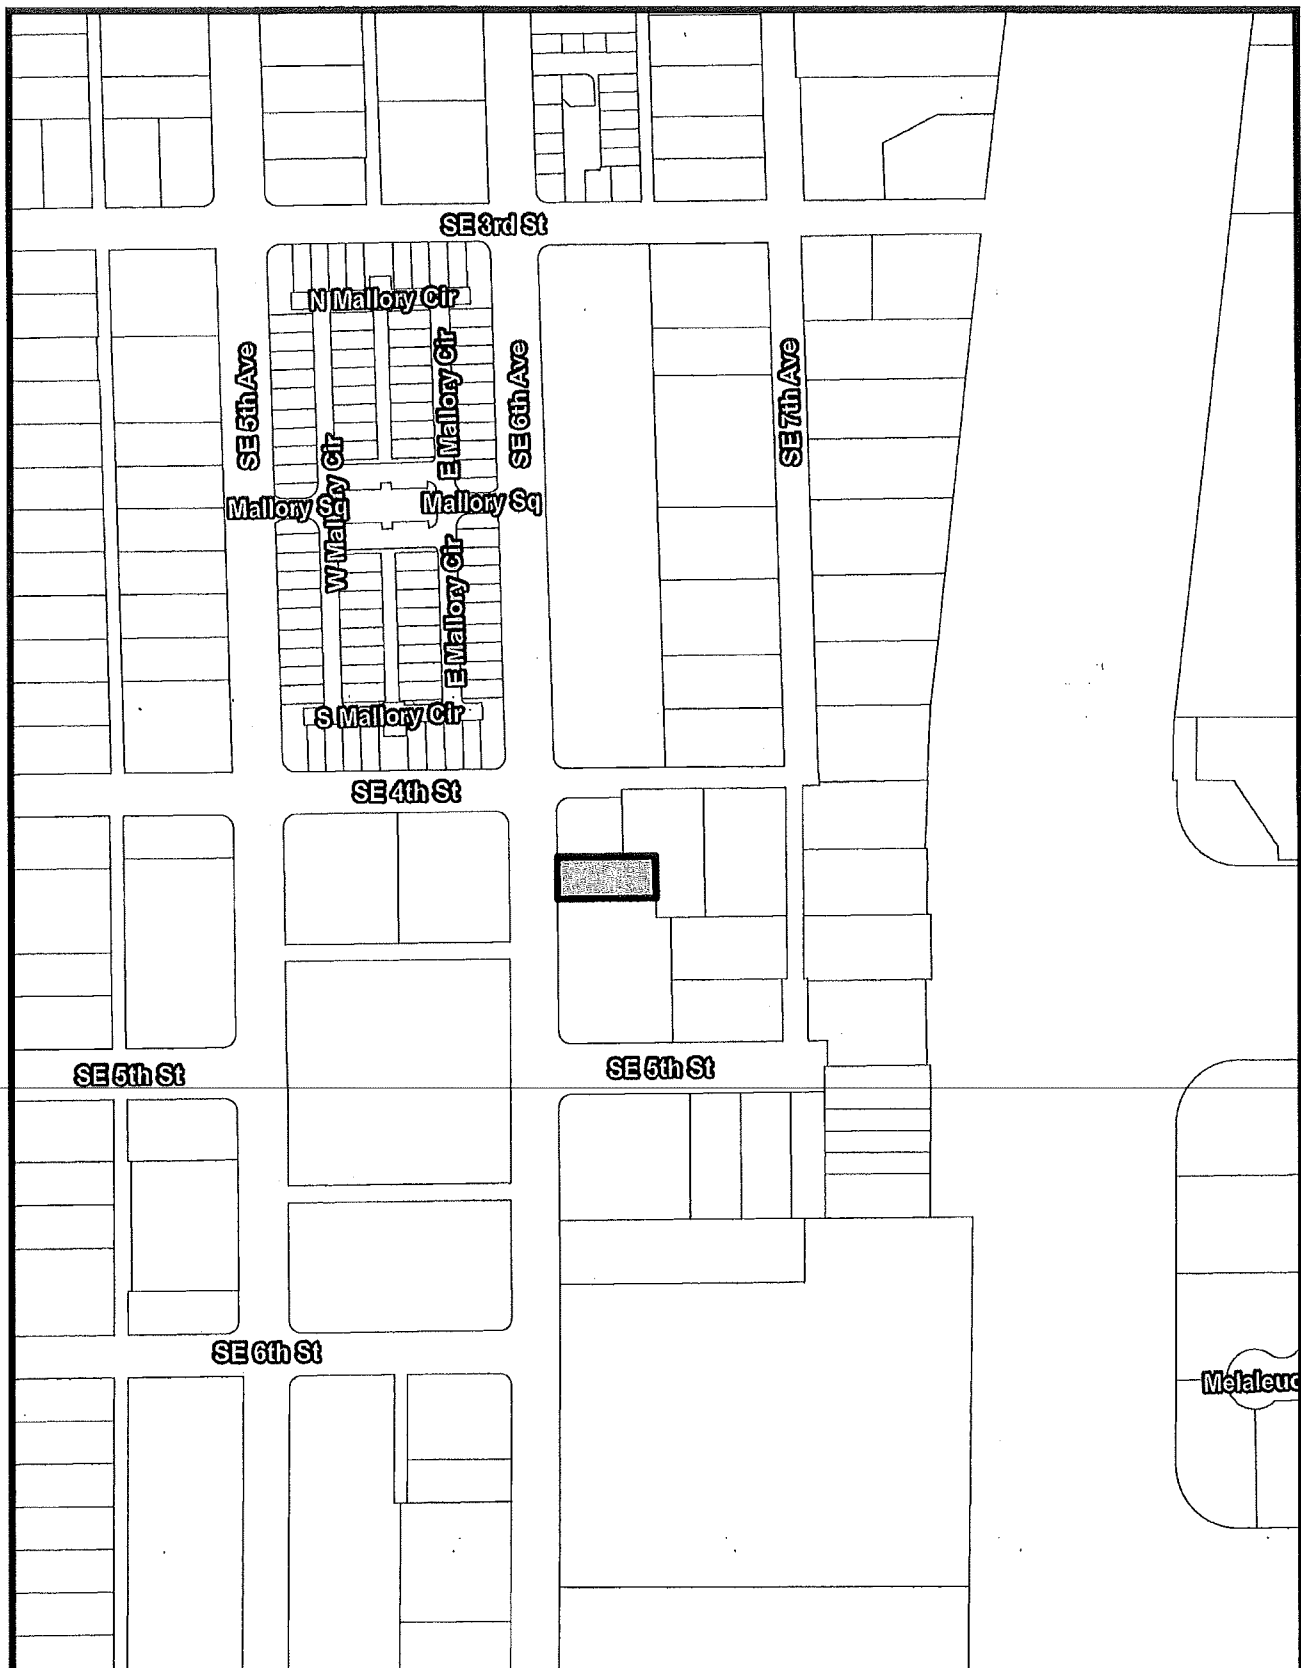 SE 3rd St
N Mallory Cir
SE 5th Ave
E Mallory Cir
SE 6th Ave
SE 7th Ave
W Mallory Cir
Mallory Sq
Mallory Sq
E Mallory Cir
S Mallory Cir
SE 4th St
SE 5th St
SE 5th St
SE 6th St
Melaleuc